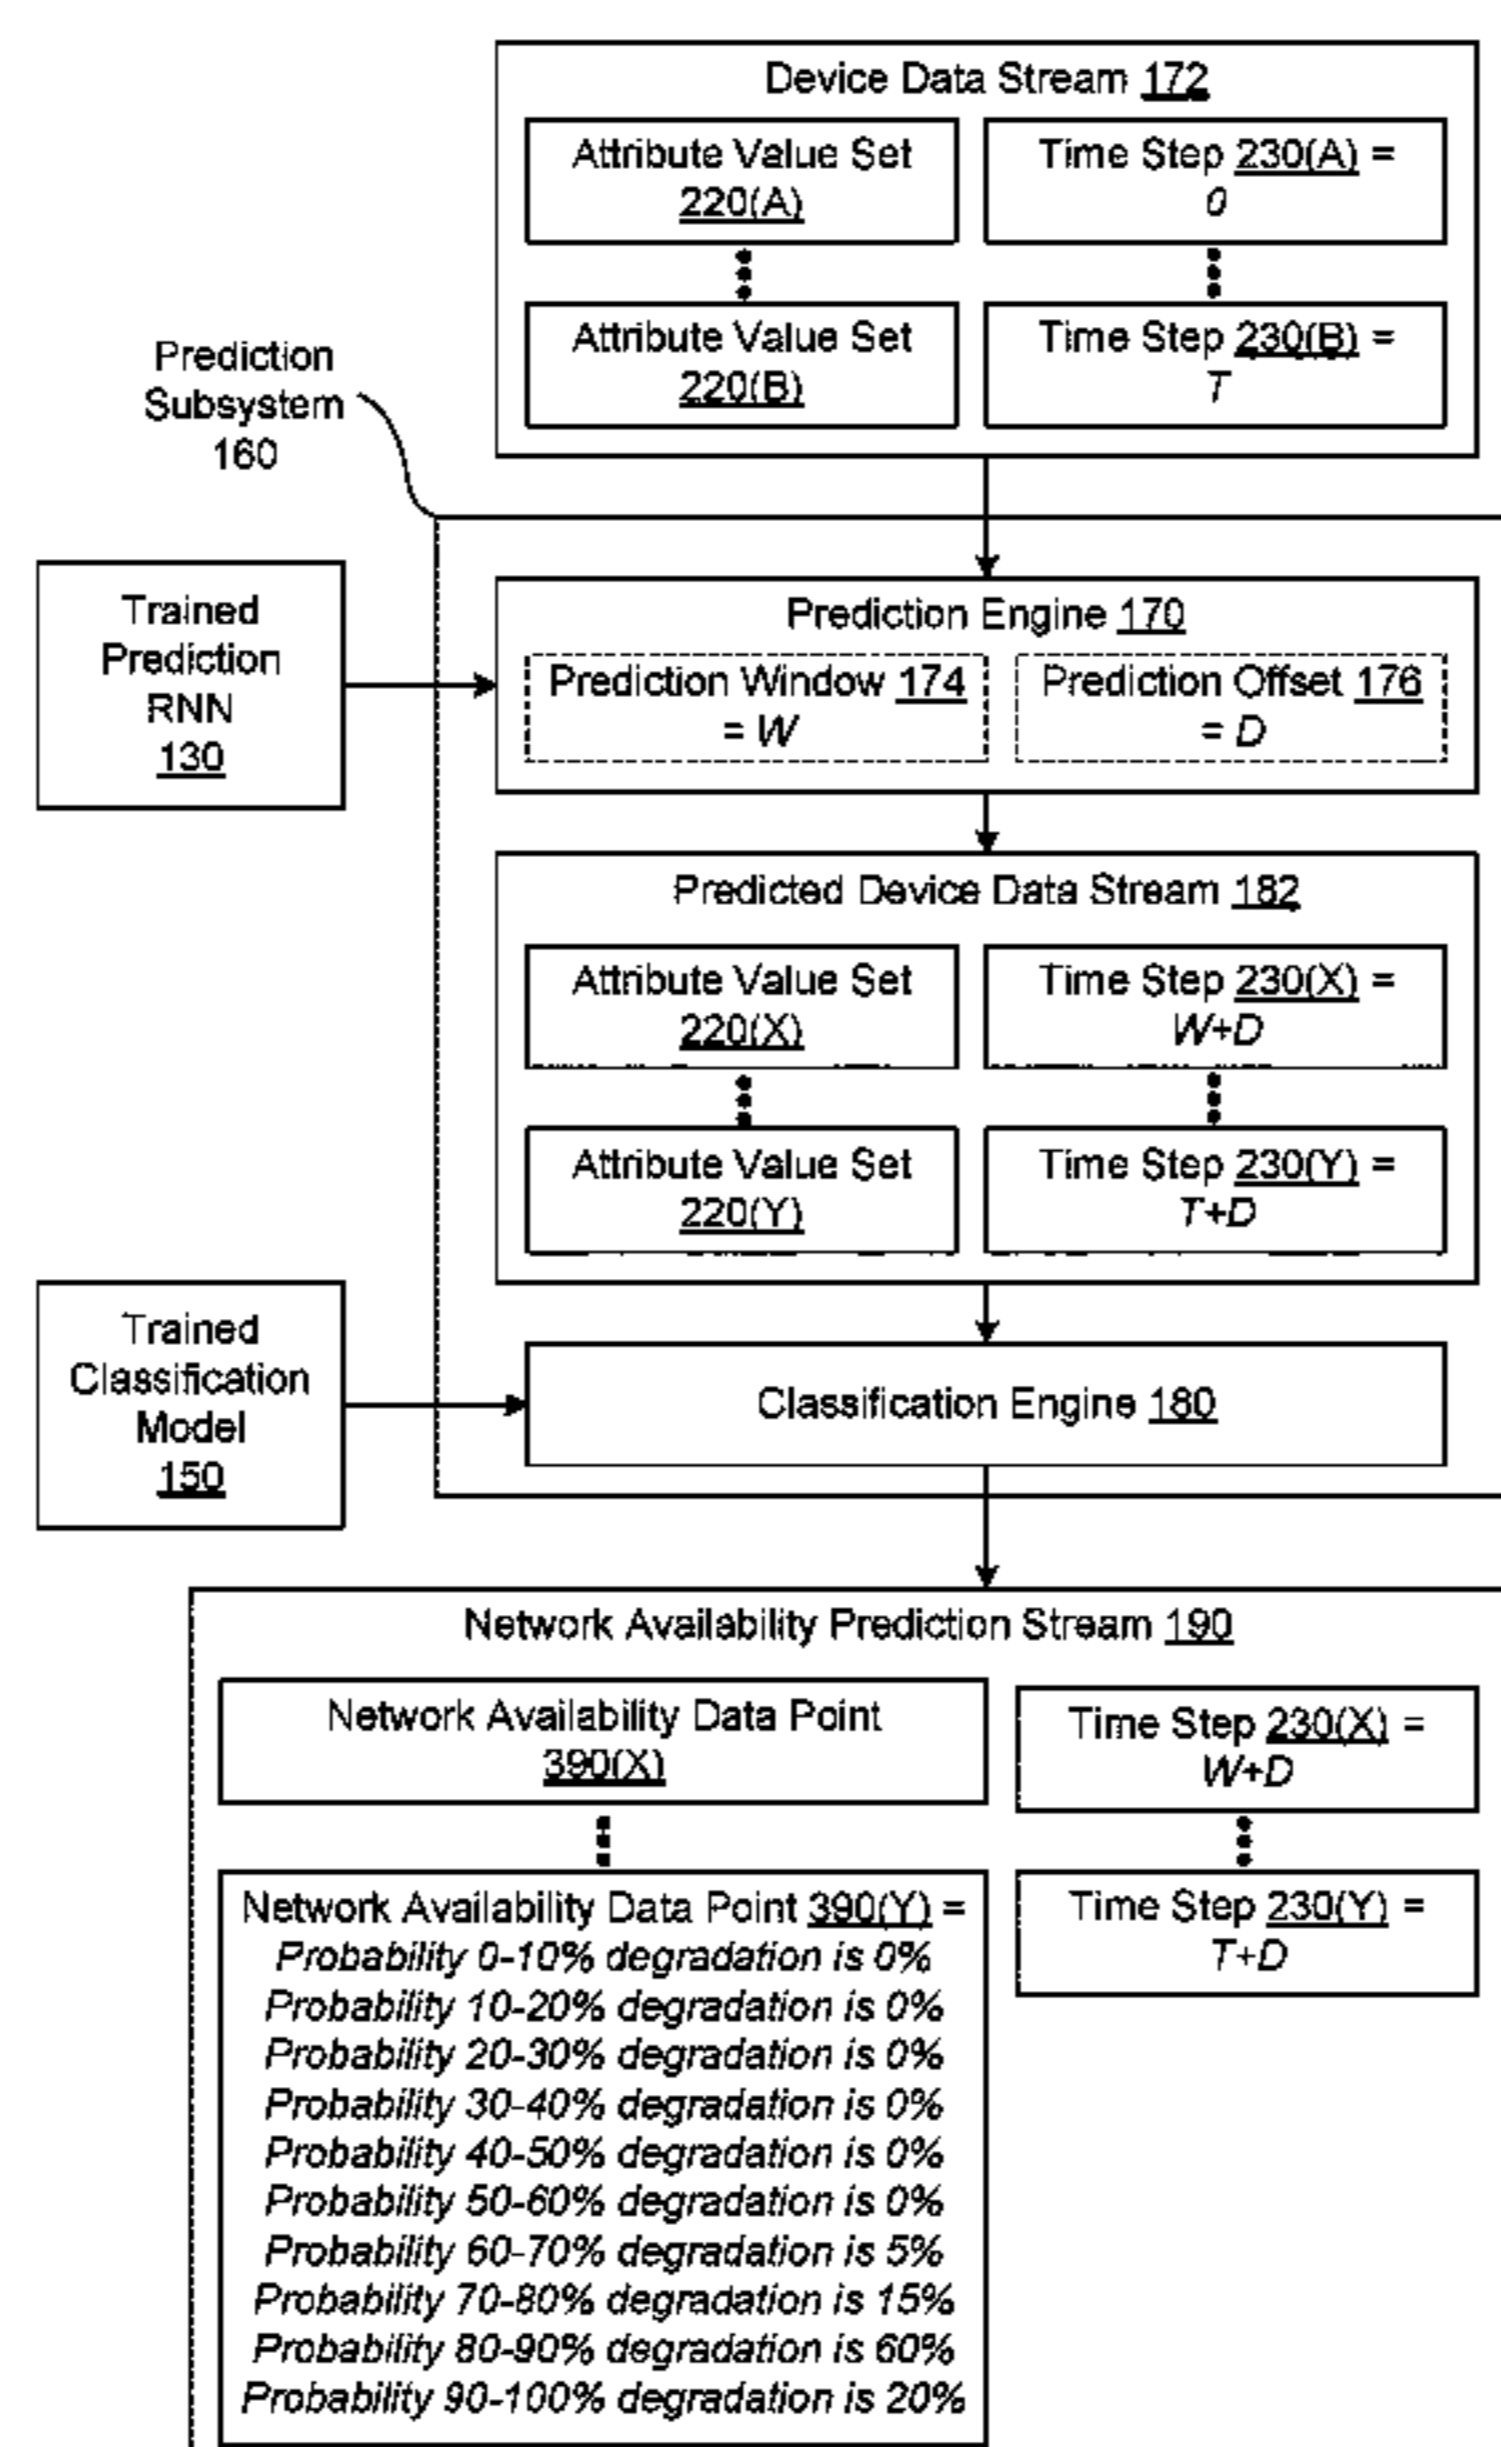 Device Data Stream 172
Attribute Value Set
220(A)
Time Step 230(A) =
0
Attribute Value Set
220(B)
Time Step 230(B) =
T
Prediction
Subsystem
160
Trained
Prediction
RNN
130
Prediction Engine 170
Prediction Window 174
= W
Prediction Offset 176
= D
Predicted Device Data Stream 182
Attribute Value Set
220(X)
Time Step 230(X) =
W+D
Attribute Value Set
220(Y)
Time Step 230(Y) =
T+D
Trained
Classification
Model
150
Classification Engine 180
Network Availability Prediction Stream 190
Network Availability Data Point
390(X)
Time Step 230(X) =
W+D
Network Availability Data Point 390(Y) =
Probability 0-10% degradation is 0%
Probability 10-20% degradation is 0%
Probability 20-30% degradation is 0%
Probability 30-40% degradation is 0%
Probability 40-50% degradation is 0%
Probability 50-60% degradation is 0%
Probability 60-70% degradation is 5%
Probability 70-80% degradation is 15%
Probability 80-90% degradation is 60%
Probability 90-100% degradation is 20%
Time Step 230(Y) =
T+D